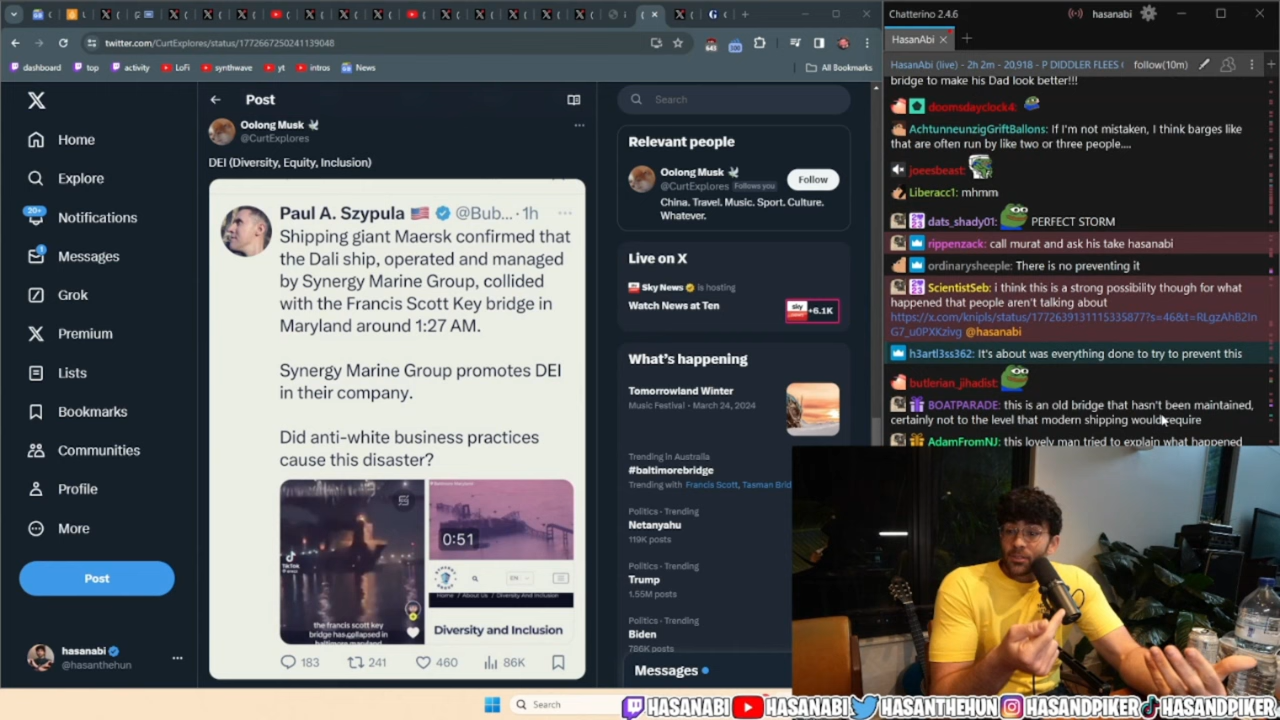 twitter.com/CurtExplores/status/1772667250241139048
dashboard
top
activity
LoFi
synthwave
yt
intros
News
All Bookmarks
Home
Explore
20+
Notifications
1
Messages
Grok
Premium
Lists
Bookmarks
Communities
Profile
More
Post
hasanabi
@hasanthehun
Post
Oolong Musk
@CurtExplores
DEI (Diversity, Equity, Inclusion)
Paul A. Szypula @Bub... · 1h
Shipping giant Maersk confirmed that
the Dali ship, operated and managed
by Synergy Marine Group, collided
with the Francis Scott Key bridge in
Maryland around 1:27 AM.
Synergy Marine Group promotes DEI
in their company.
Did anti-white business practices
cause this disaster?
TikTok
the francis scott key
bridge has collapsed in
baltimore maryland
0:51
EN
Home / About Us / Diversity And Inclusion
Diversity and Inclusion
183
241
460
86K
Search
Relevant people
Oolong Musk
@CurtExplores Follows you
Follow
China. Travel. Music. Sport. Culture.
Whatever.
Live on X
Sky News is hosting
Watch News at Ten
+6.1K
What's happening
Tomorrowland Winter
Music Festival · March 24, 2024
Trending in Australia
#baltimorebridge
Trending with Francis Scott, Tasman Brid
Politics · Trending
Netanyahu
119K posts
Politics · Trending
Trump
1.55M posts
Politics · Trending
Biden
786K posts
Messages
Search
Chatterino 2.4.6
hasanabi
HasanAbi
HasanAbi (live) - 2h 2m - 20,918 - P DIDDLER FLEES
follow(10m)
bridge to make his Dad look better!!!
doomsdayclock4:
AchtunneunzigGriftBallons: If I'm not mistaken, I think barges like
that are often run by like two or three people....
joeesbeast:
Liberacc1: mhmm
dats_shady01: PERFECT STORM
rippenzack: call murat and ask his take hasanabi
ordinarysheeple: There is no preventing it
ScientistSeb: i think this is a strong possibility though for what
happened that people aren't talking about
https://x.com/knipls/status/1772639131115335877?s=46&t=RLgzAhB2In
G7_u0PXKzivg @hasanabi
h3artl3ss362: It's about was everything done to try to prevent this
butlerian_jihadist:
BOATPARADE: this is an old bridge that hasn't been maintained,
certainly not to the level that modern shipping would require
AdamFromNJ: this lovely man tried to explain what happened
HASANABI
HASANABI
HASANTHEHUN
HASANDPIKER
HASANDPIKER